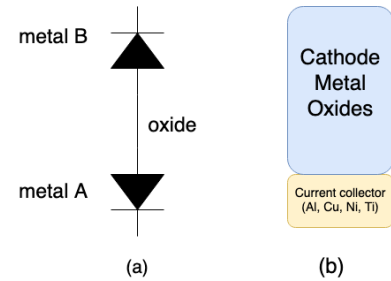 metal B
oxide
metal A
(a)
Cathode
Metal
Oxides
Current collector
(Al, Cu, Ni, Ti)
(b)